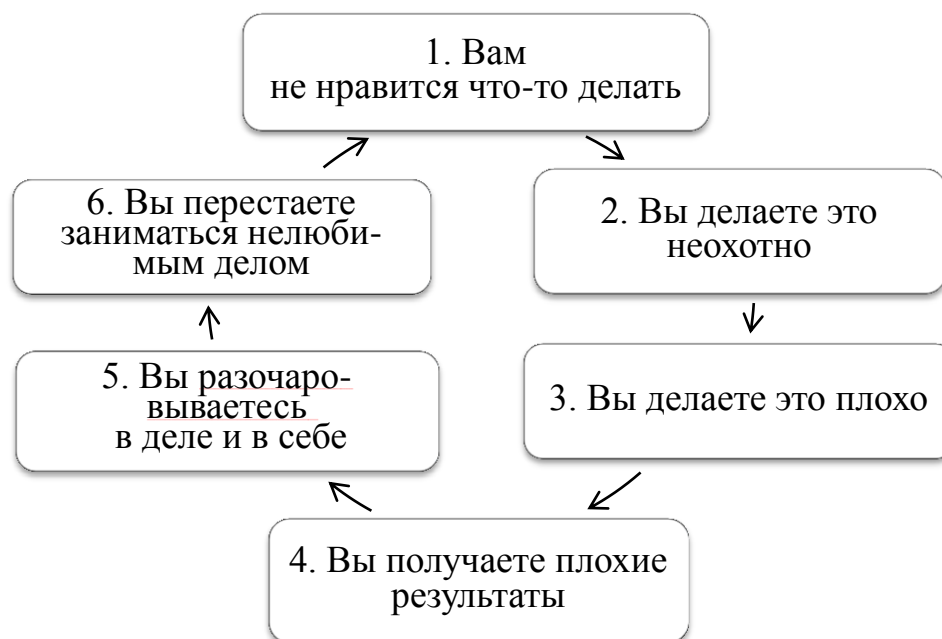 1. Вам
не нравится что-то делать
2. Вы делаете это
неохотно
3. Вы делаете это плохо
4. Вы получаете плохие
результаты
5. Вы разочаро-
вываетесь
в деле и в себе
6. Вы перестаете
заниматься нелюби-
мым делом